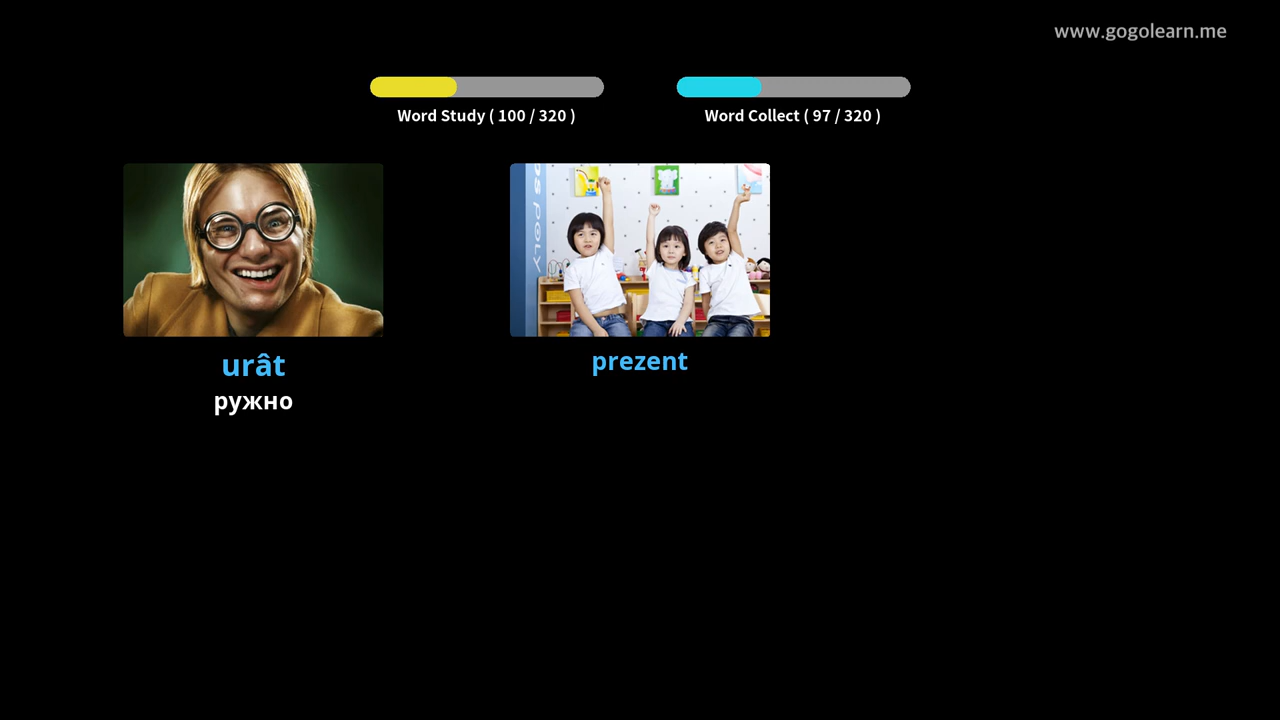 www.gogolearn.me
Word Study ( 100 / 320 )
Word Collect ( 97 / 320 )
urât
ружно
prezent